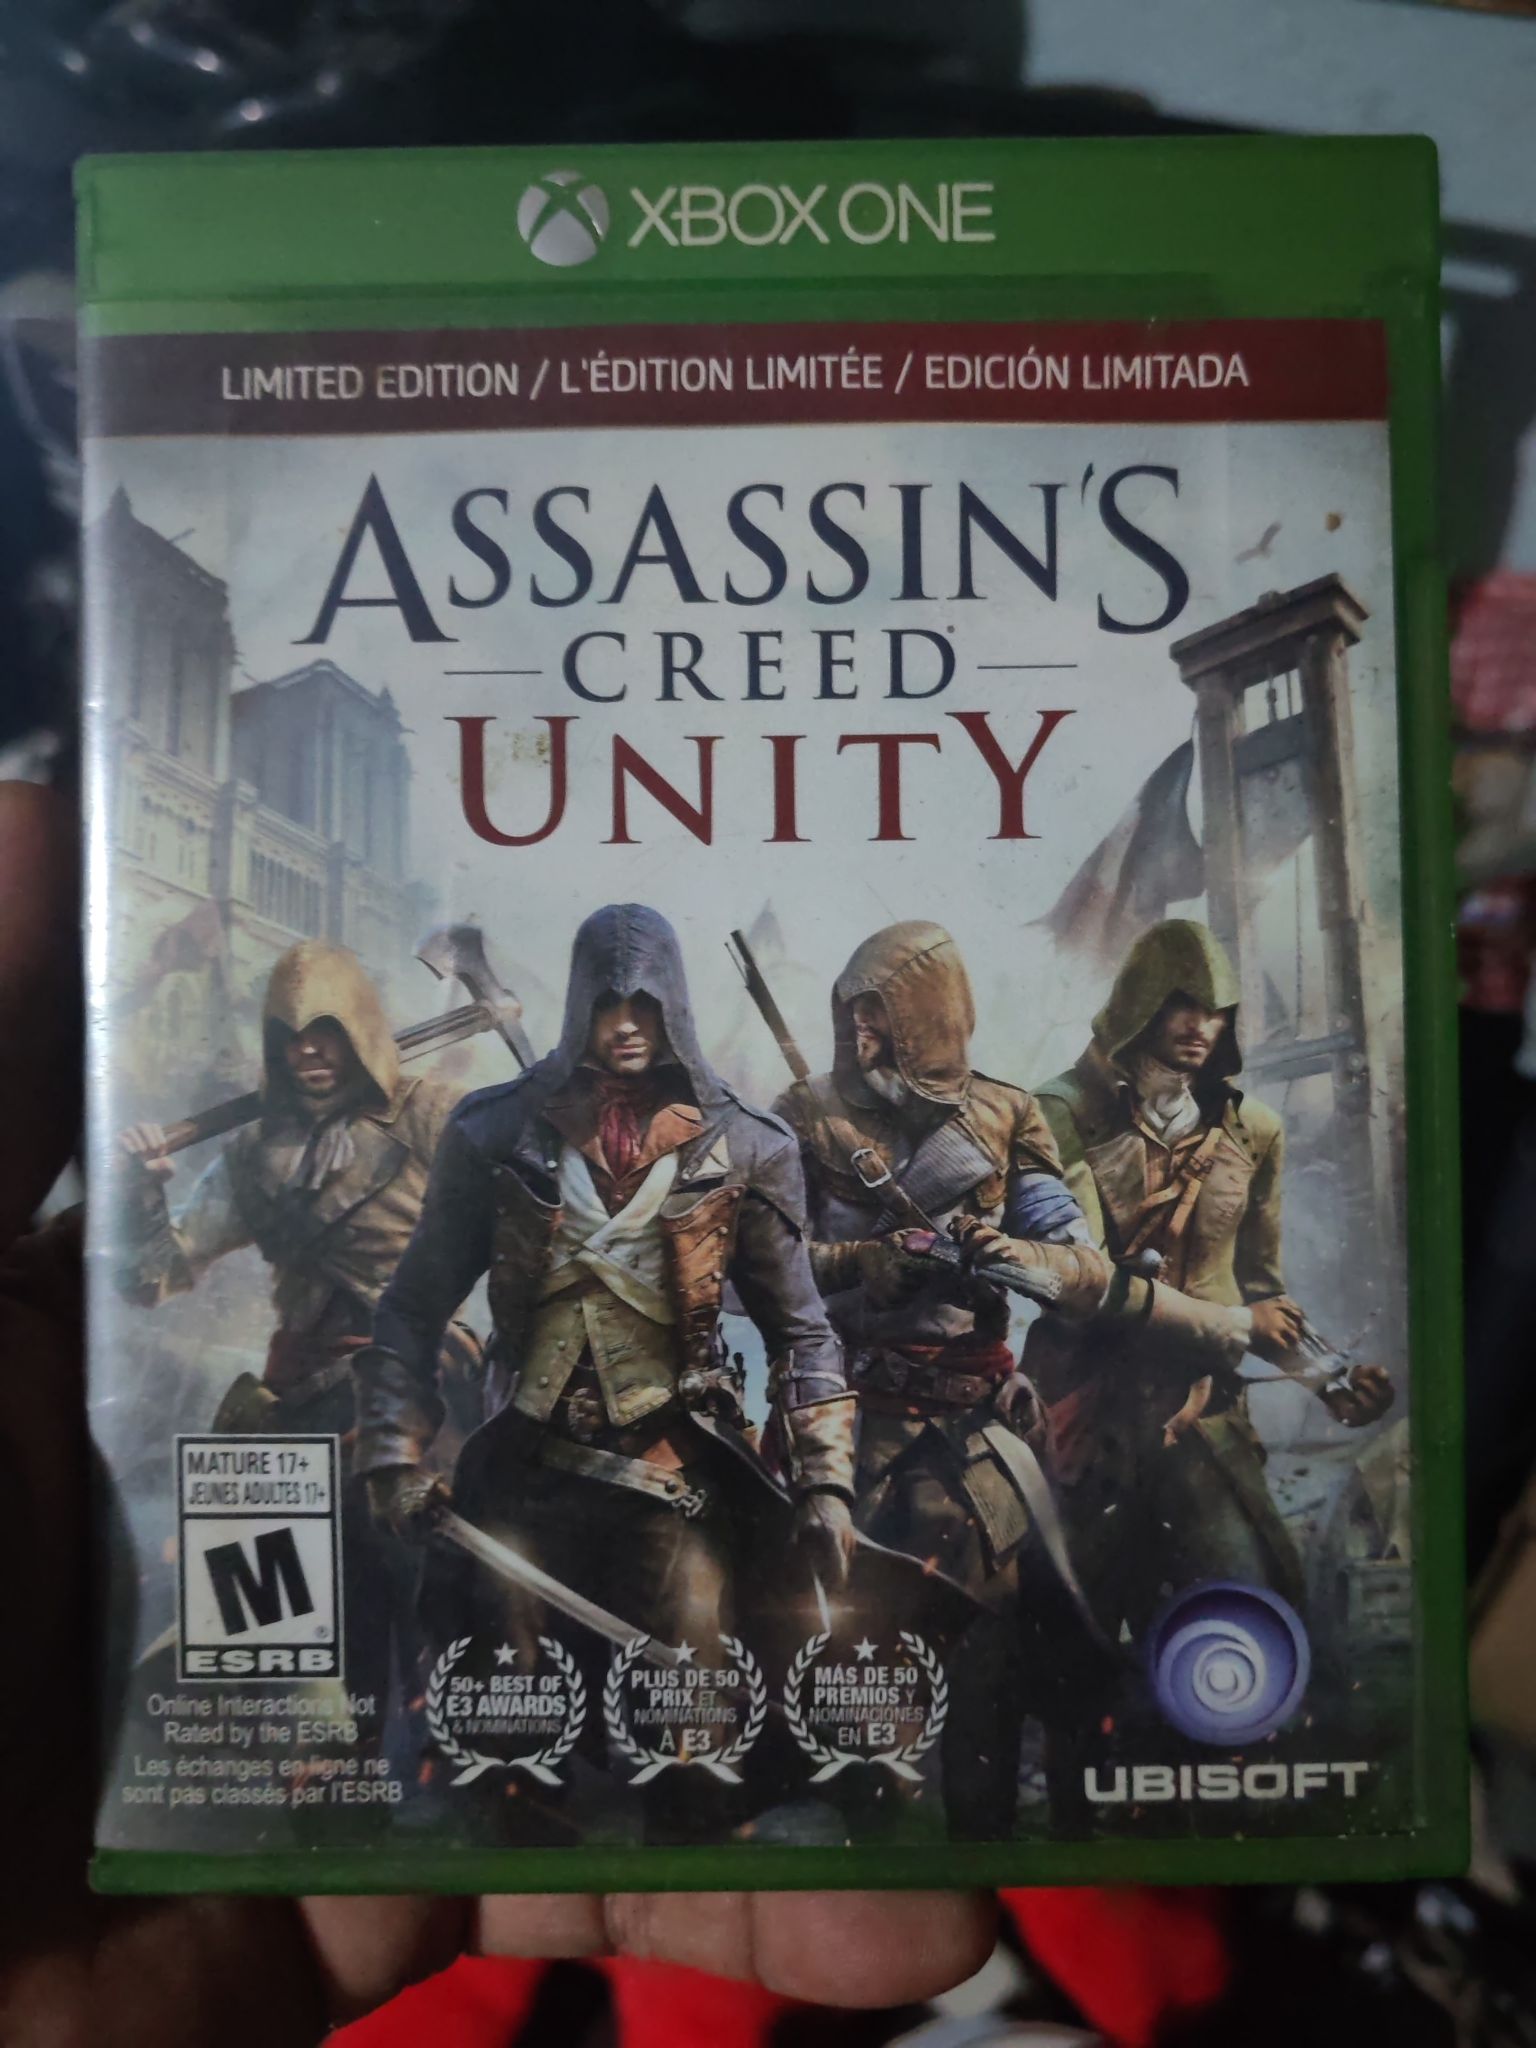 XBOX ONE
LIMITED EDITION / L'ÉDITION LIMITÉE / EDICIÓN LIMITADA
ASSASSIN'S
CREED
UNITY
MATURE 17+
JEUNES ADULTES 17+
M
®
ESRB
Online Interactions Not
Rated by the ESRB
Les échanges en ligne ne
sont pas classés par l'ESRB
50+ BEST OF
E3 AWARDS
& NOMINATIONS
PLUS DE 50
PRIX ET
NOMINATIONS
À E3
MÁS DE 50
PREMIOS Y
NOMINACIONES
EN E3
UBISOFT